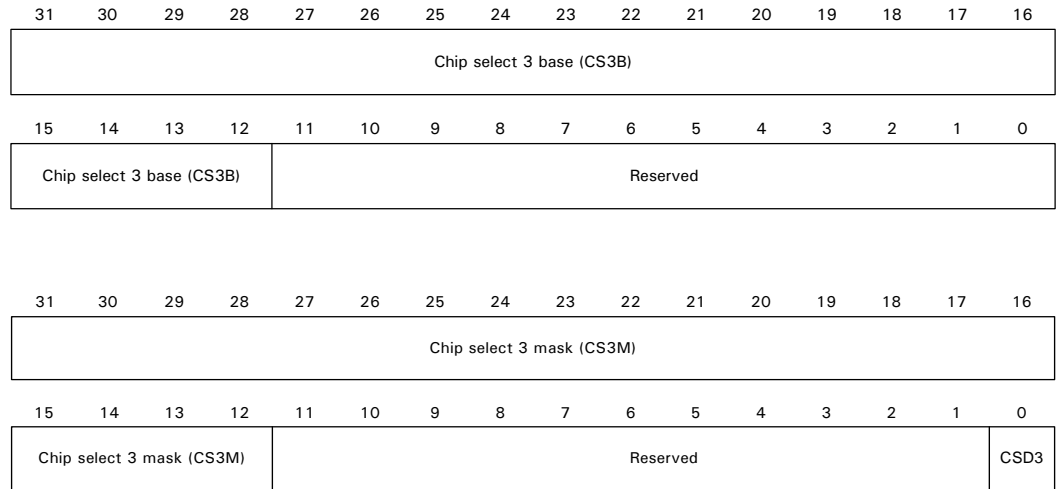 31 30 29 28 27 26 25 24 23 22 21 20 19 18 17 16
Chip select 3 base (CS3B)
15 14 13 12 11 10 9 8 7 6 5 4 3 2 1 0
Chip select 3 base (CS3B) Reserved
31 30 29 28 27 26 25 24 23 22 21 20 19 18 17 16
Chip select 3 mask (CS3M)
15 14 13 12 11 10 9 8 7 6 5 4 3 2 1 0
Chip select 3 mask (CS3M) Reserved CSD3